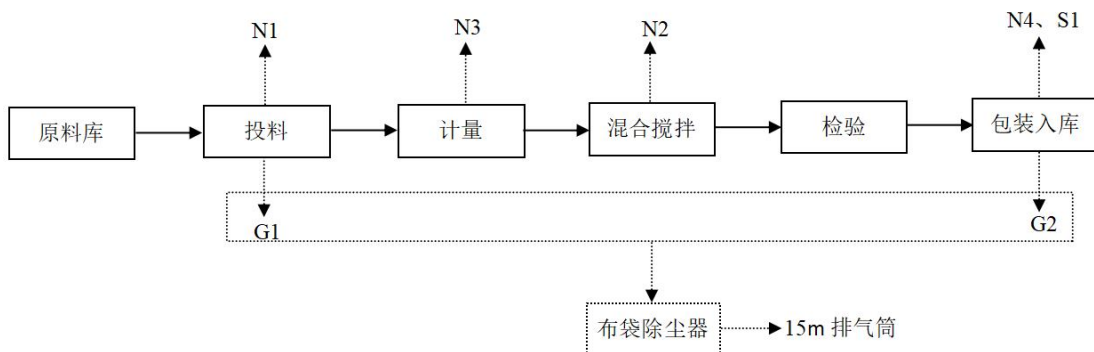 N1
N3
N2
N4、S1
原料库
投料
计量
混合搅拌
检验
包装入库
G1
G2
布袋除尘器
15m 排气筒